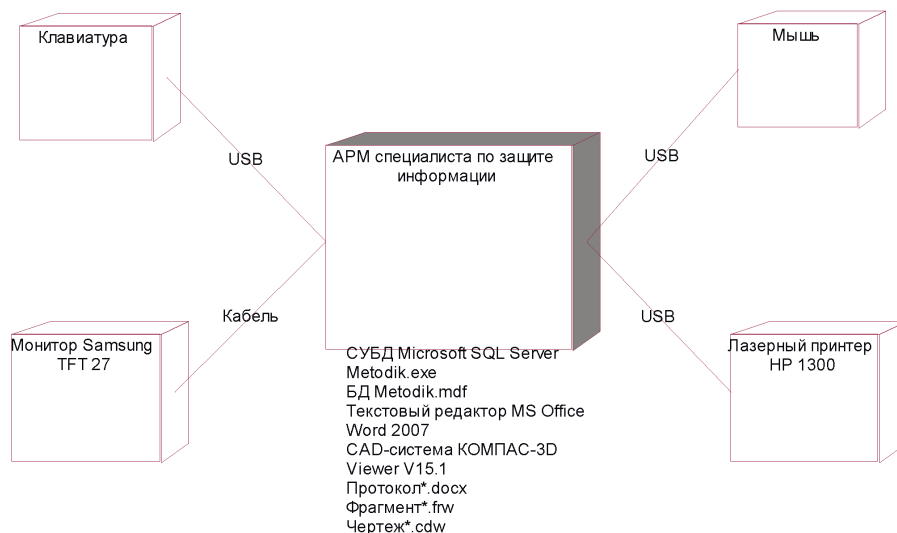 Клавиатура
Мышь
USB
USB
АРМ специалиста по защите
информации
Кабель
USB
Монитор Samsung
TFT 27
Лазерный принтер
HP 1300
СУБД Microsoft SQL Server
Metodik.exe
БД Metodik.mdf
Текстовый редактор MS Office
Word 2007
CAD-система КОМПАС-3D
Viewer V15.1
Протокол*.docx
Фрагмент*.frw
Чертеж*.cdw